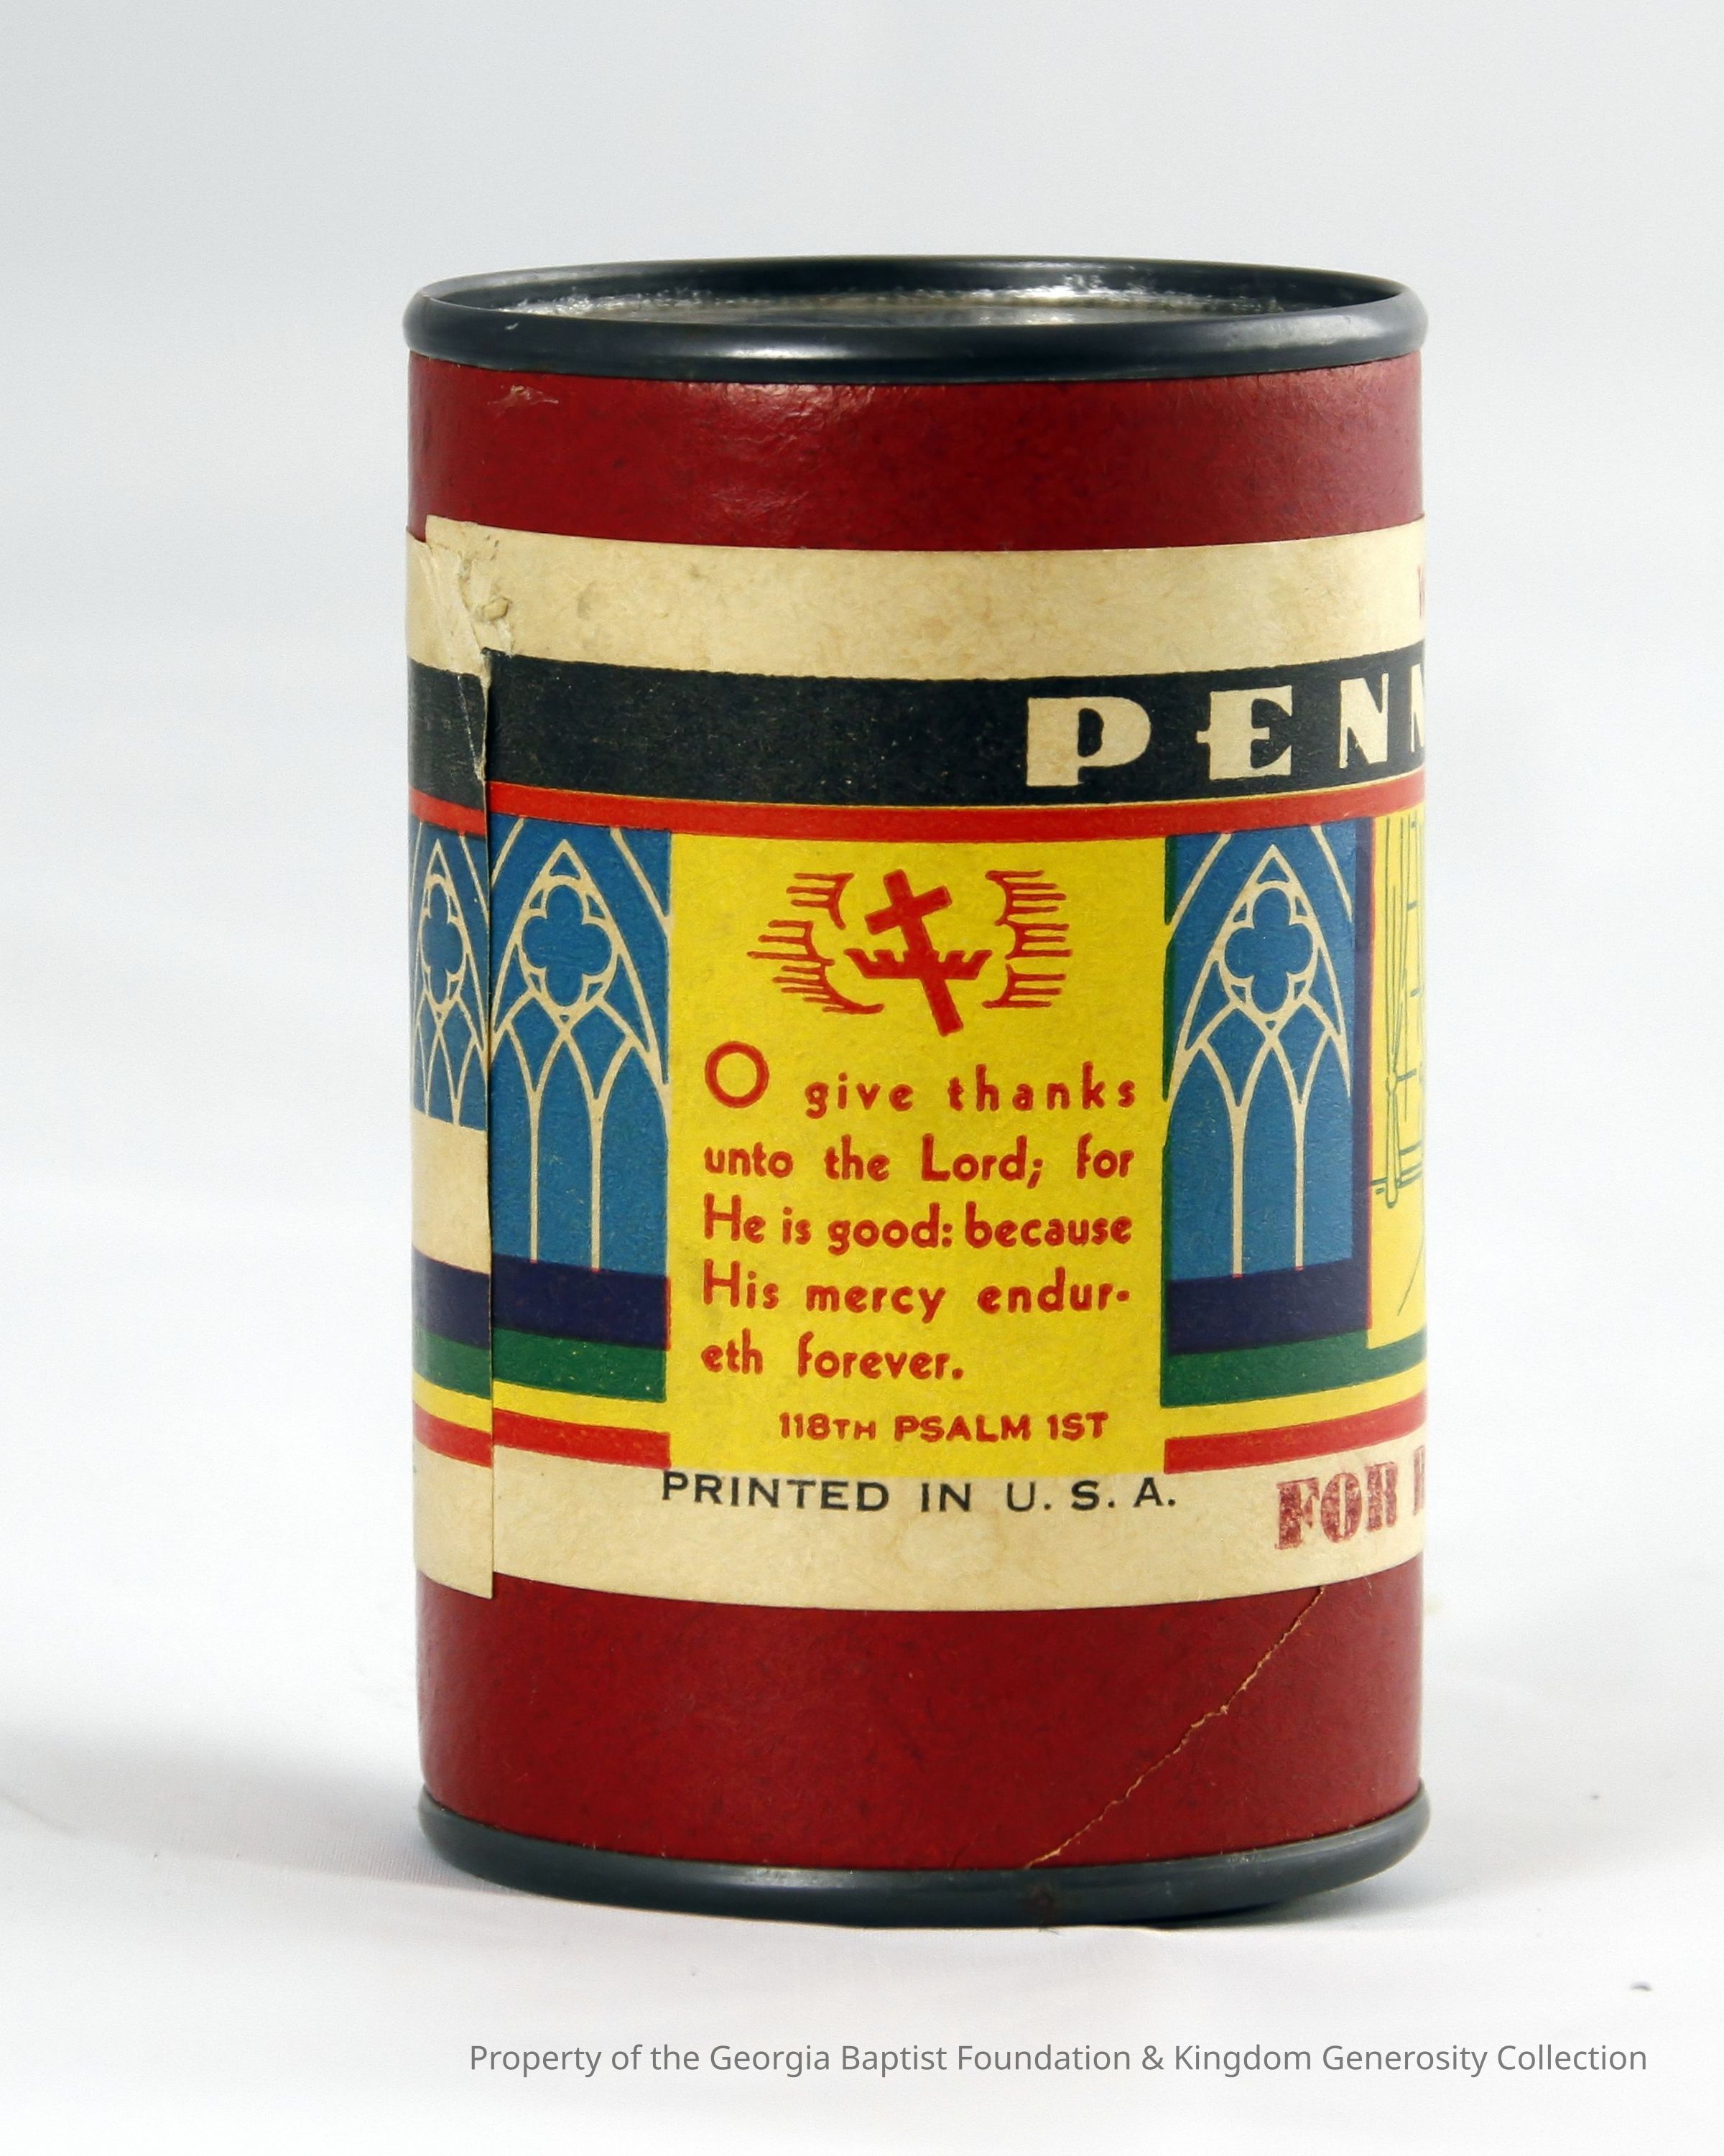 PENN
O give thanks
unto the Lord; for
He is good: because
His mercy endur-
eth forever.
118TH PSALM 1ST
PRINTED IN U. S. A.
FOR
Property of the Georgia Baptist Foundation & Kingdom Generosity Collection